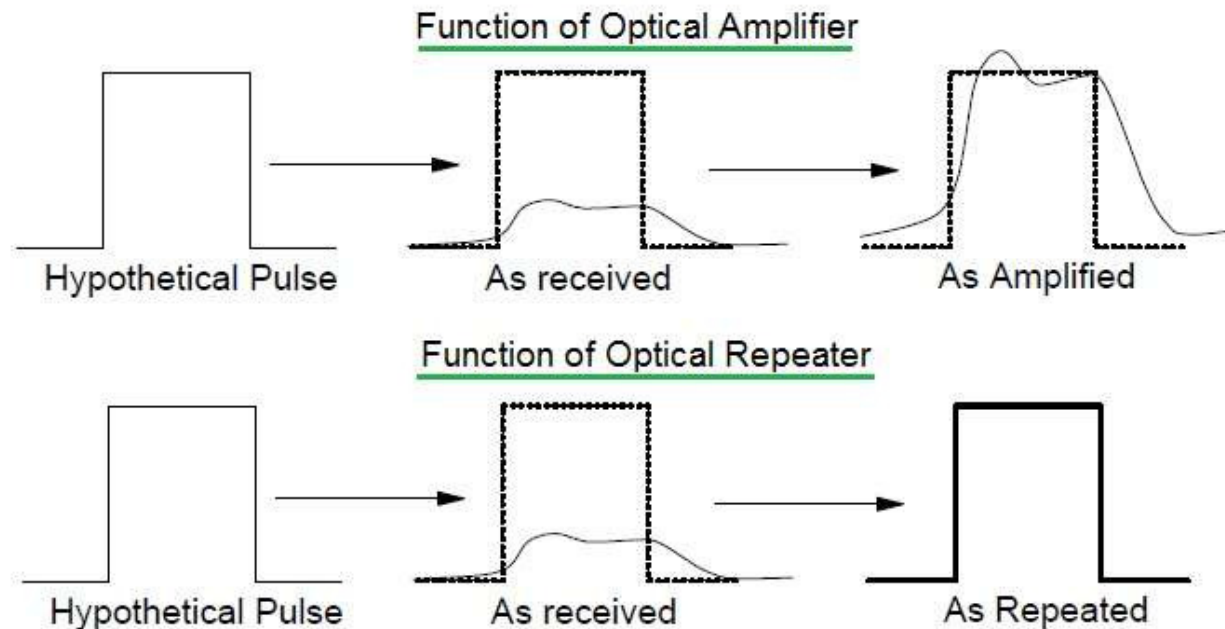 Function of Optical Amplifier
Hypothetical Pulse
As received
As Amplified
Function of Optical Repeater
Hypothetical Pulse
As received
As Repeated